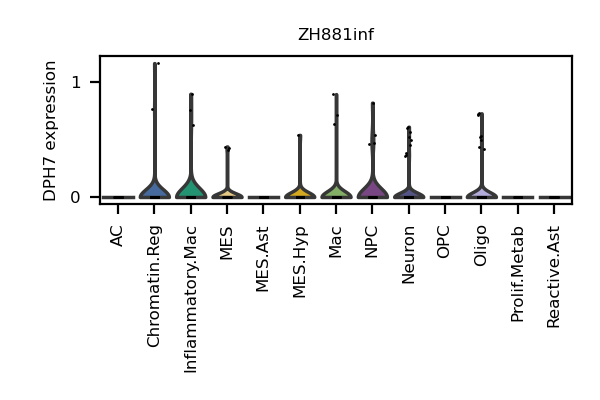 ZH881inf
DPH7 expression
1
0
AC
Chromatin.Reg
Inflammatory.Mac
MES
MES.Ast
MES.Hyp
Mac
NPC
Neuron
OPC
Oligo
Prolif.Metab
Reactive.Ast